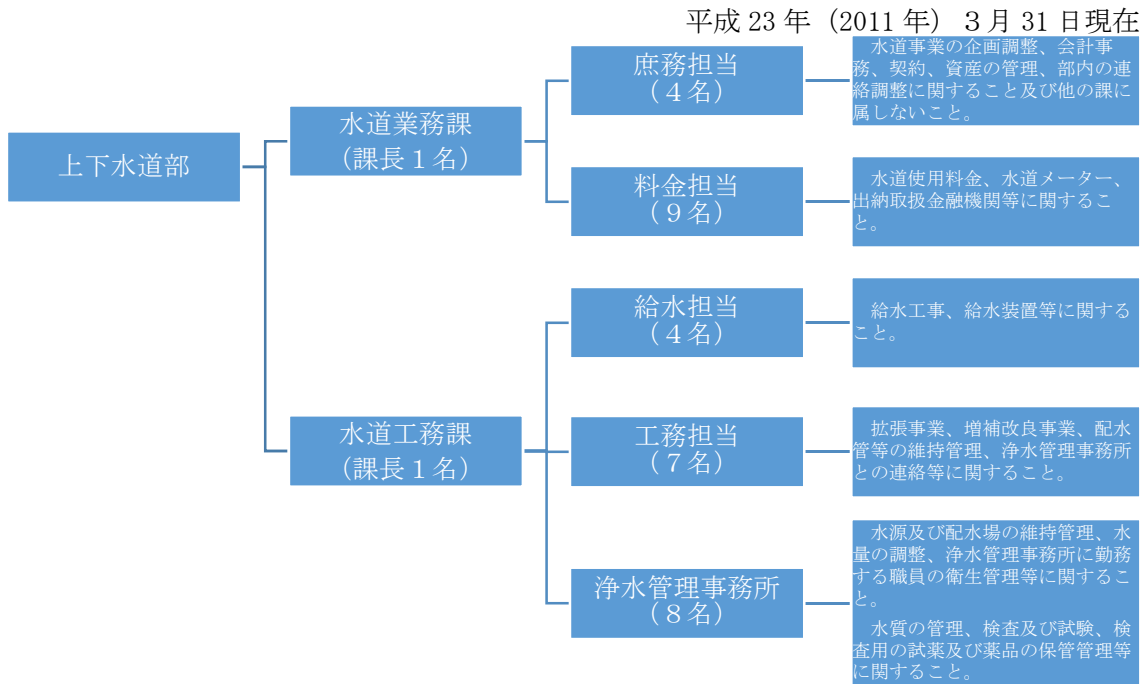 平成 23 年（2011 年）３月 31 日現在
上下水道部
水道業務課
（課長１名）
庶務担当
（４名）
　水道事業の企画調整、会計事
務、契約、資産の管理、部内の連
絡調整に関すること及び他の課に
属しないこと。
料金担当
（９名）
　水道使用料金、水道メーター、
出納取扱金融機関等に関するこ
と。
水道工務課
（課長１名）
給水担当
（４名）
　給水工事、給水装置等に関する
こと。
工務担当
（７名）
　拡張事業、増補改良事業、配水
管等の維持管理、浄水管理事務所
との連絡等に関すること。
浄水管理事務所
（８名）
　水源及び配水場の維持管理、水
量の調整、浄水管理事務所に勤務
する職員の衛生管理等に関するこ
と。
　水質の管理、検査及び試験、検
査用の試薬及び薬品の保管管理等
に関すること。